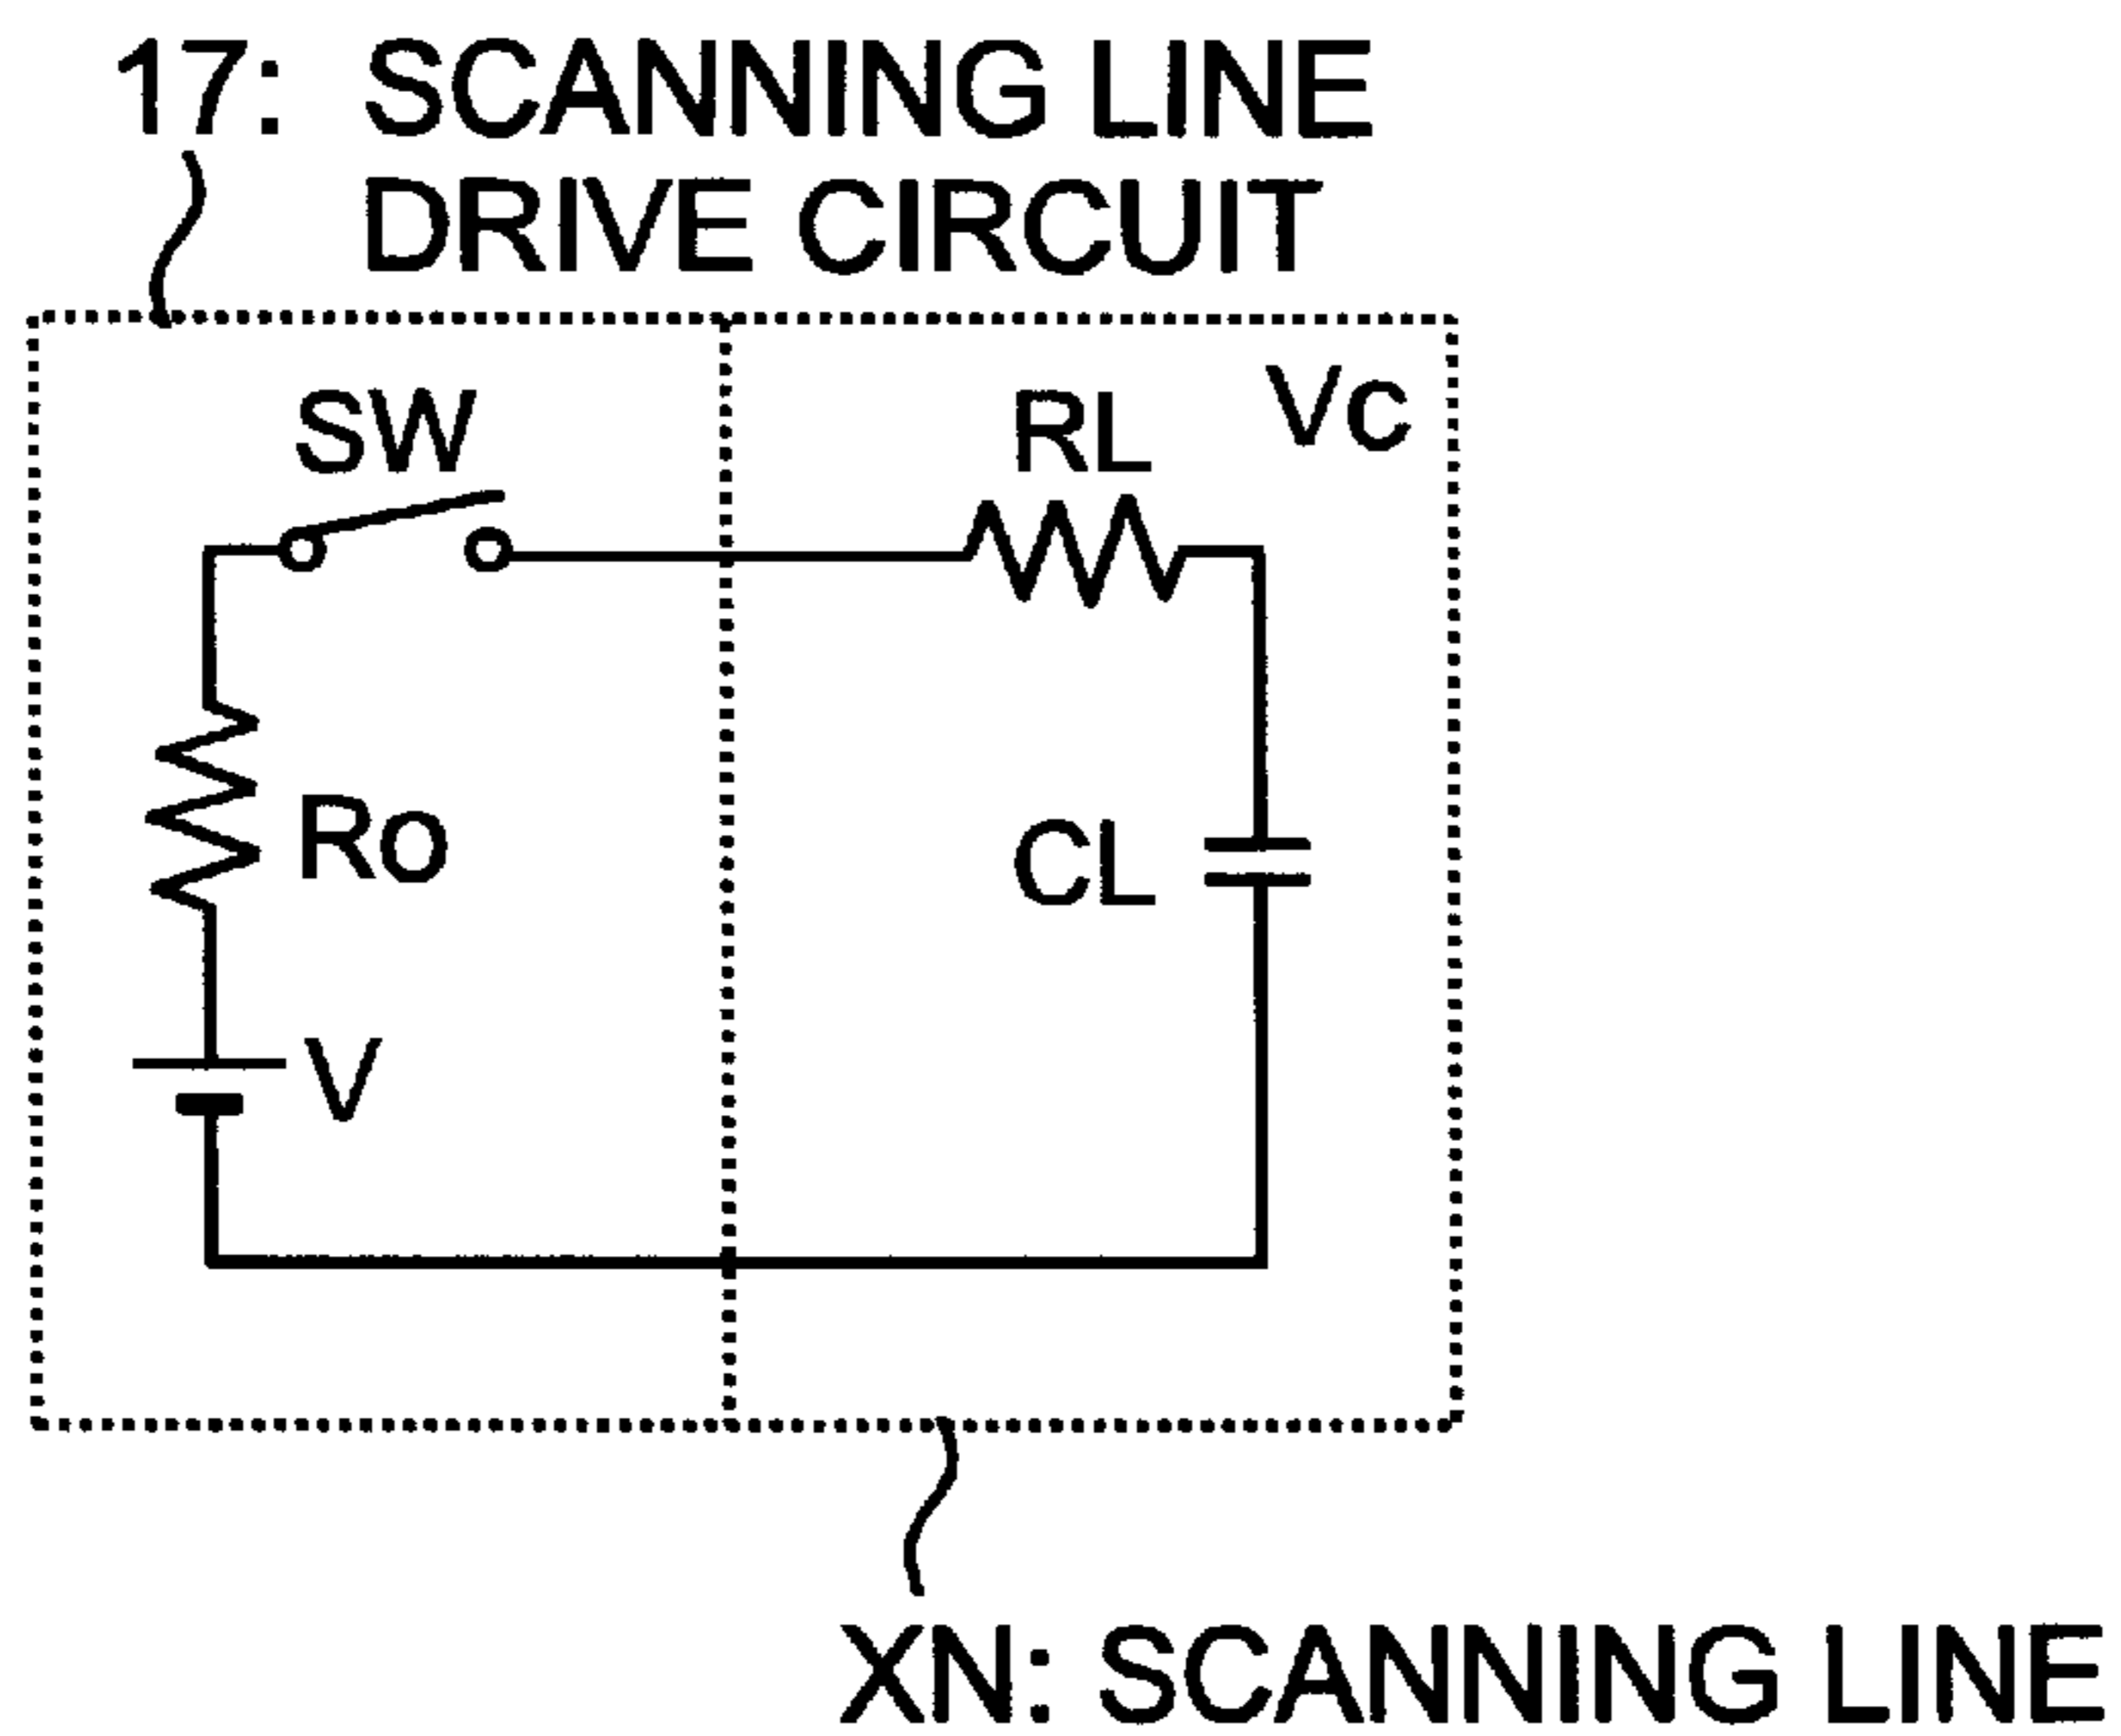 17: SCANNING LINE
DRIVE CIRCUIT
SW
RL
Vc
Ro
CL
V
XN: SCANNING LINE